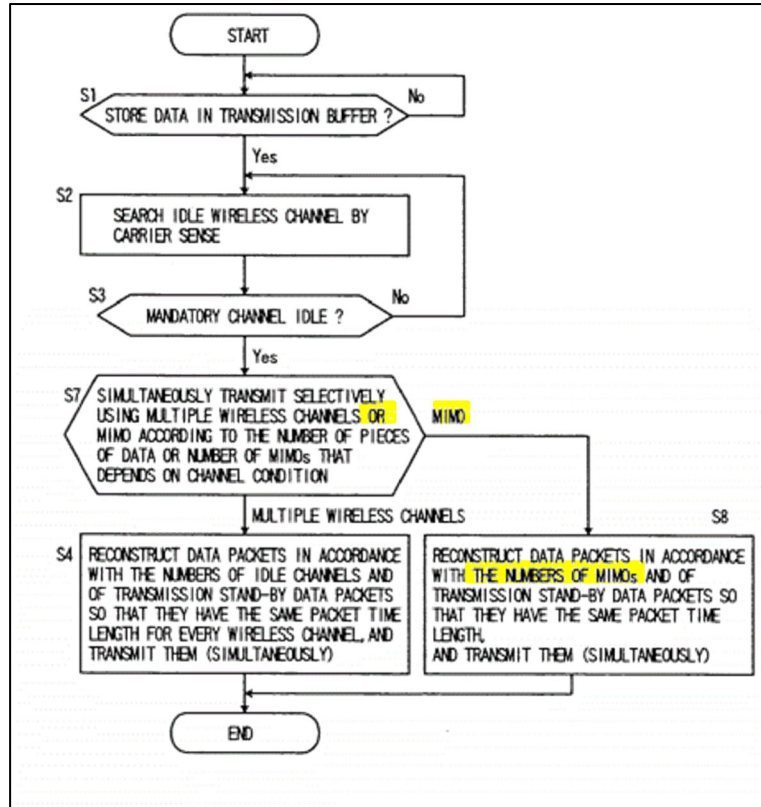 START
S1
No
STORE DATA IN TRANSMISSION BUFFER ?
Yes
S2
SEARCH IDLE WIRELESS CHANNEL BY
CARRIER SENSE
S3
No
MANDATORY CHANNEL IDLE ?
Yes
S7
SIMULTANEOUSLY TRANSMIT SELECTIVELY
USING MULTIPLE WIRELESS CHANNELS OR
MIMO ACCORDING TO THE NUMBER OF PIECES
OF DATA OR NUMBER OF MIMOs THAT
DEPENDS ON CHANNEL CONDITION
MIMO
MULTIPLE WIRELESS CHANNELS
S4
RECONSTRUCT DATA PACKETS IN ACCORDANCE
WITH THE NUMBERS OF IDLE CHANNELS AND
OF TRANSMISSION STAND-BY DATA PACKETS
SO THAT THEY HAVE THE SAME PACKET TIME
LENGTH FOR EVERY WIRELESS CHANNEL, AND
TRANSMIT THEM (SIMULTANEOUSLY)
S8
RECONSTRUCT DATA PACKETS IN ACCORDANCE
WITH THE NUMBERS OF MIMOs AND OF
TRANSMISSION STAND-BY DATA PACKETS SO
THAT THEY HAVE THE SAME PACKET TIME
LENGTH,
AND TRANSMIT THEM (SIMULTANEOUSLY)
END